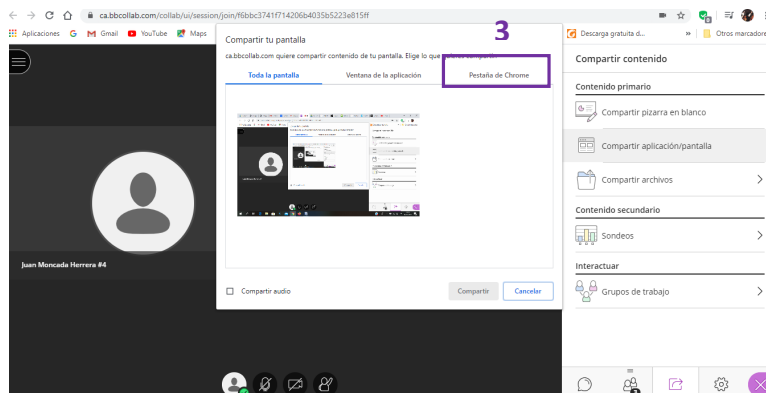 ca.bbcollab.com/collab/ui/session/join/f6bbc3741f714206b4035b5223e815ff
Aplicaciones G Gmail YouTube Maps
Descarga gratuita d... » Otros marcadores
Compartir tu pantalla
3
ca.bbcollab.com quiere compartir contenido de tu pantalla. Elige lo que quieres compartir.
Toda la pantalla Ventana de la aplicación Pestaña de Chrome
Compartir audio
Compartir Cancelar
Juan Moncada Herrera #4
Compartir contenido
Contenido primario
Compartir pizarra en blanco
Compartir aplicación/pantalla
Compartir archivos
Contenido secundario
Sondeos
Interactuar
Grupos de trabajo